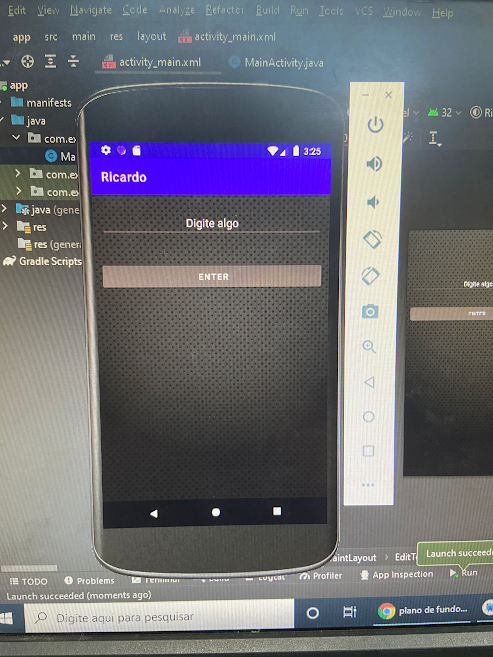 Edit View Navigate Code Analyze Refactor Build Run Tools VCS Window Help
app src main res layout activity_main.xml
activity_main.xml MainActivity.java
app
32
manifests
java
com.ex
Ma
com.ex
com.ex
java (gene
res
res (genera
Gradle Scripts
3:25
Ricardo
Digite algo
ENTER
Digite algo
ENTER
aintLayout EditT
Launch succeede
TODO Problems Terminal Build Logcat Profiler App Inspection Run
Launch succeeded (moments ago)
Digite aqui para pesquisar
plano de fundo...